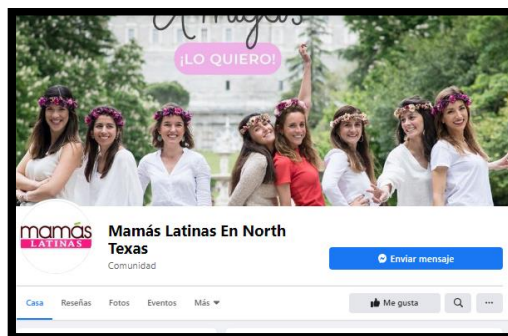 Amigas
¡LO QUIERO!
mamás
LATINAS
Mamás Latinas En North
Texas
Comunidad
Enviar mensaje
Casa Reseñas Fotos Eventos Más
Me gusta